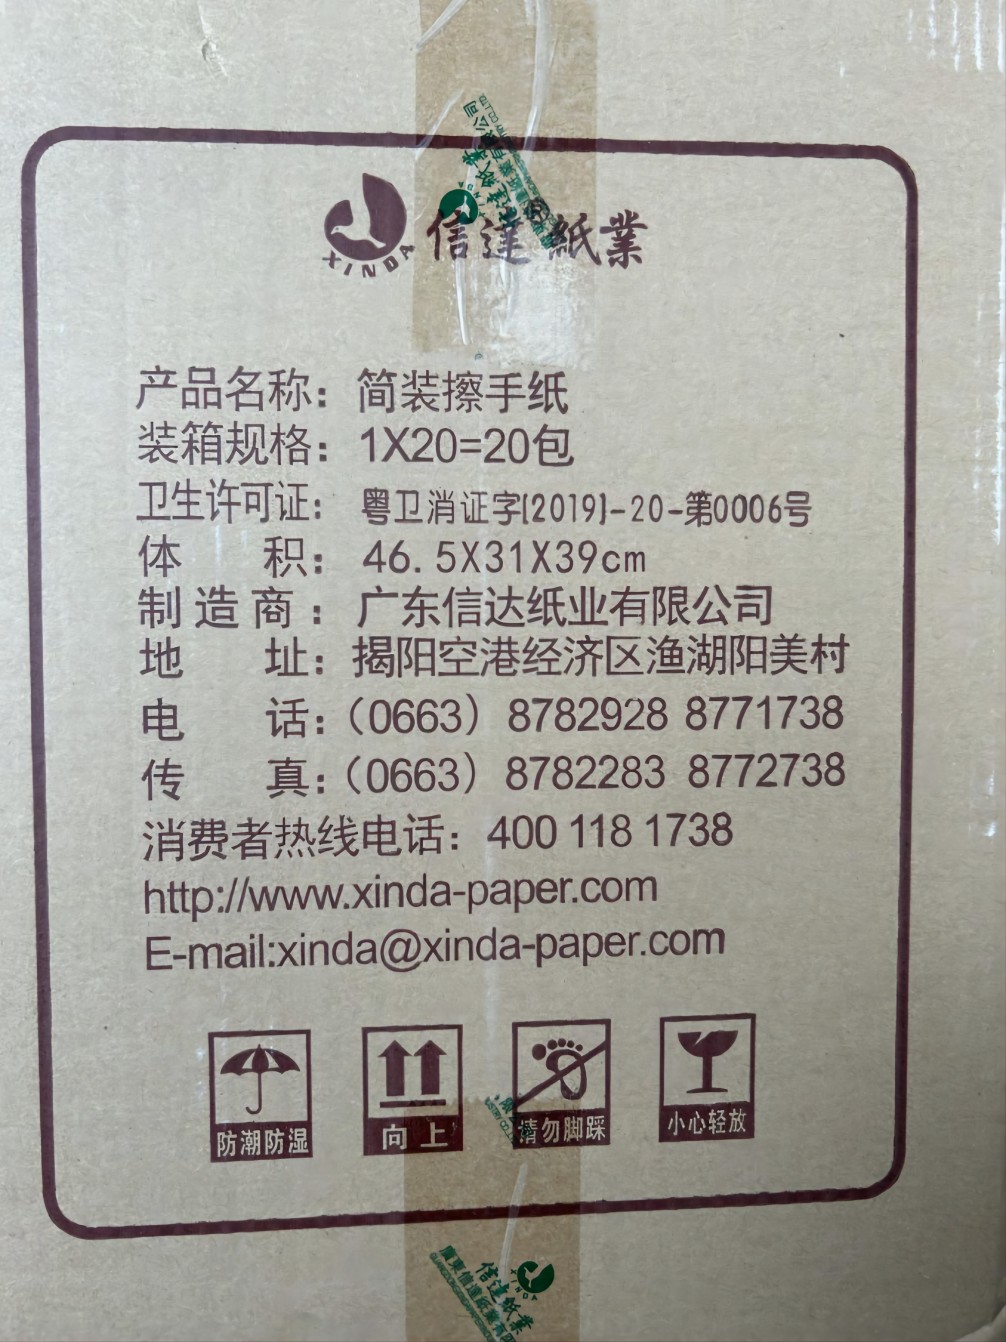 XINDA 信達®紙業
产品名称：简装擦手纸
装箱规格：1X20=20包
卫生许可证：粤卫消证字[2019]-20-第0006号
体 积：46.5X31X39cm
制造商：广东信达纸业有限公司
地 址：揭阳空港经济区渔湖阳美村
电 话：（0663）8782928 8771738
传 真：（0663）8782283 8772738
消费者热线电话：400 118 1738
http://www.xinda-paper.com
E-mail:xinda@xinda-paper.com
防潮防湿 向上 请勿脚踩 小心轻放
信達紙業 XINDA